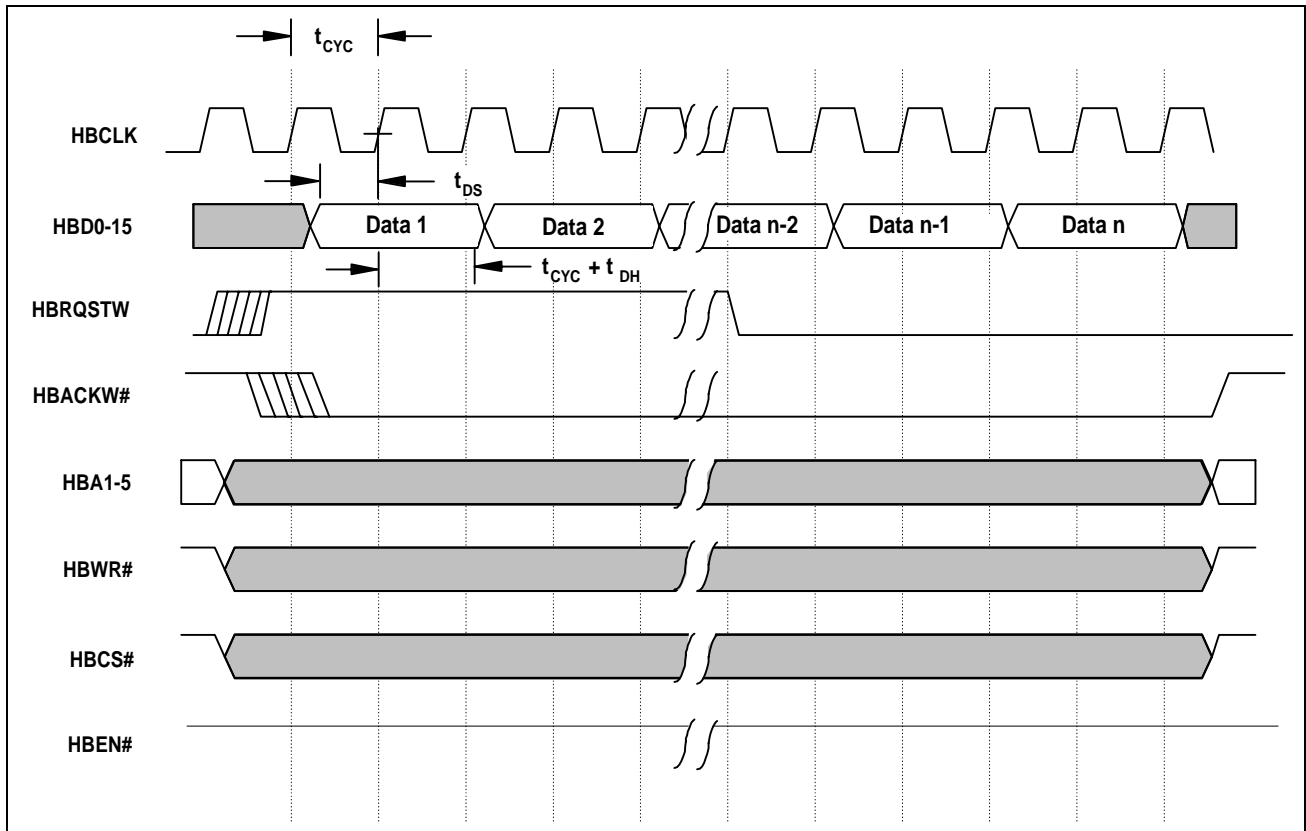 tCYC
HBCLK
tDS
HBD0-15
Data 1
Data 2
Data n-2
Data n-1
Data n
tCYC + tDH
HBRQSTW
HBACKW#
HBA1-5
HBWR#
HBCS#
HBEN#